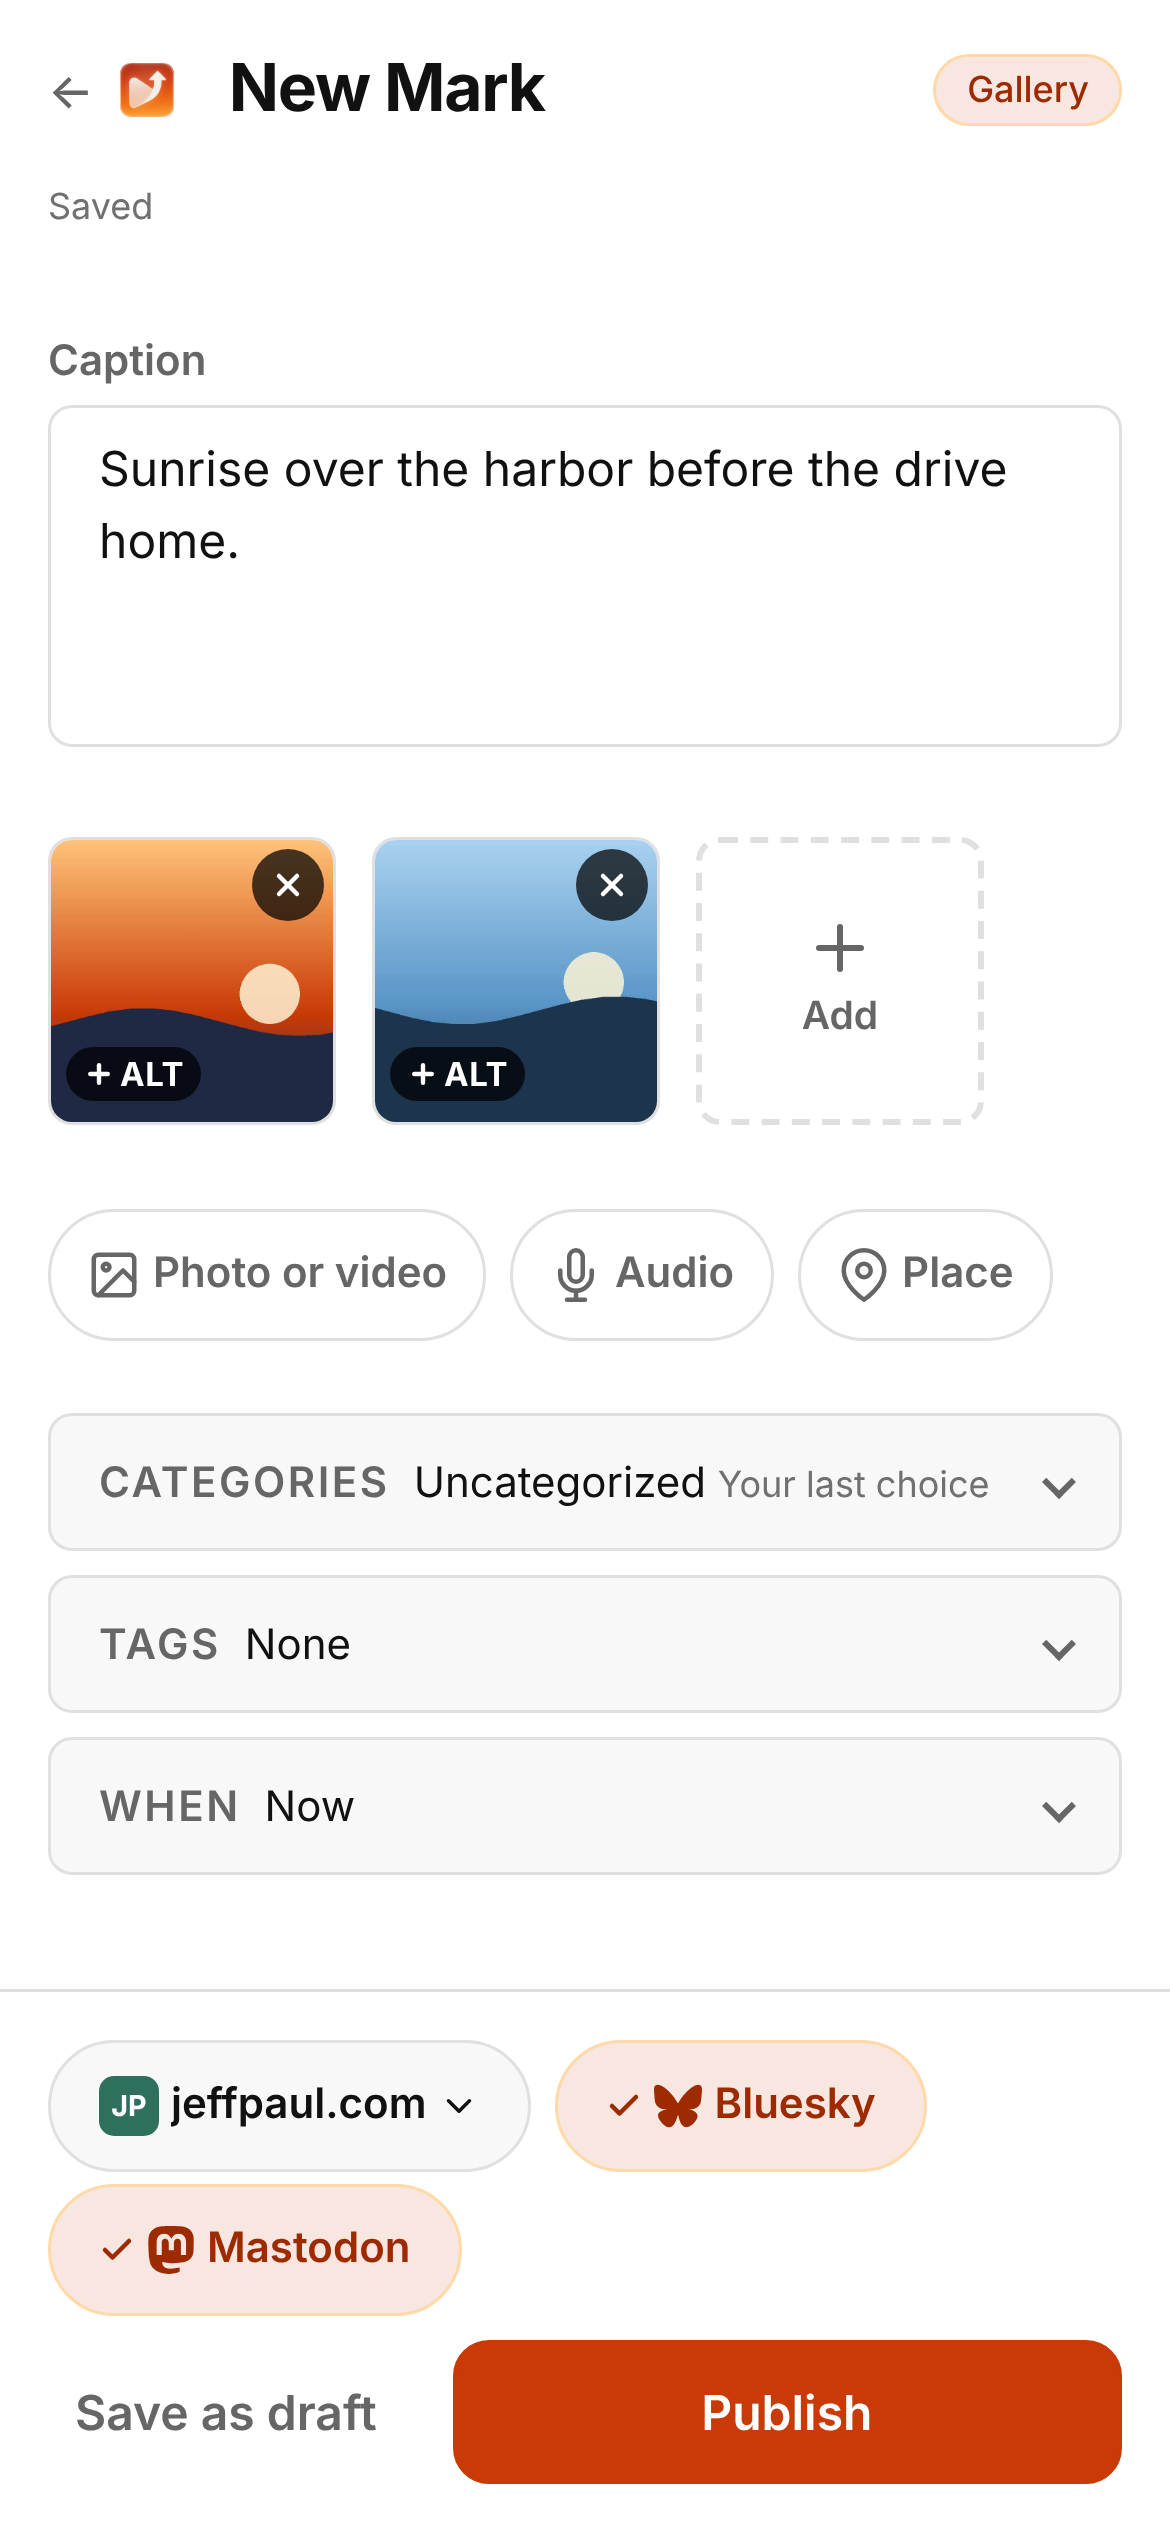 New Mark
Gallery
Saved
Caption
Sunrise over the harbor before the drive
home.
+ ALT
+ ALT
Add
Photo or video
Audio
Place
CATEGORIES Uncategorized Your last choice
TAGS None
WHEN Now
JP jeffpaul.com
Bluesky
Mastodon
Save as draft
Publish